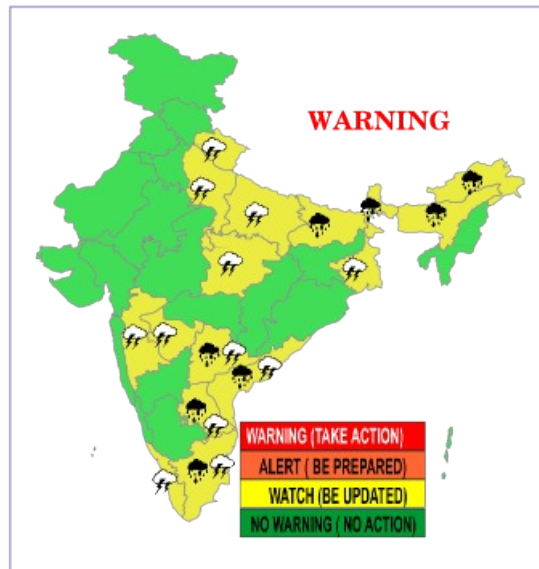 WARNING
WARNING (TAKE ACTION)
ALERT ( BE PREPARED)
WATCH (BE UPDATED)
NO WARNING ( NO ACTION)